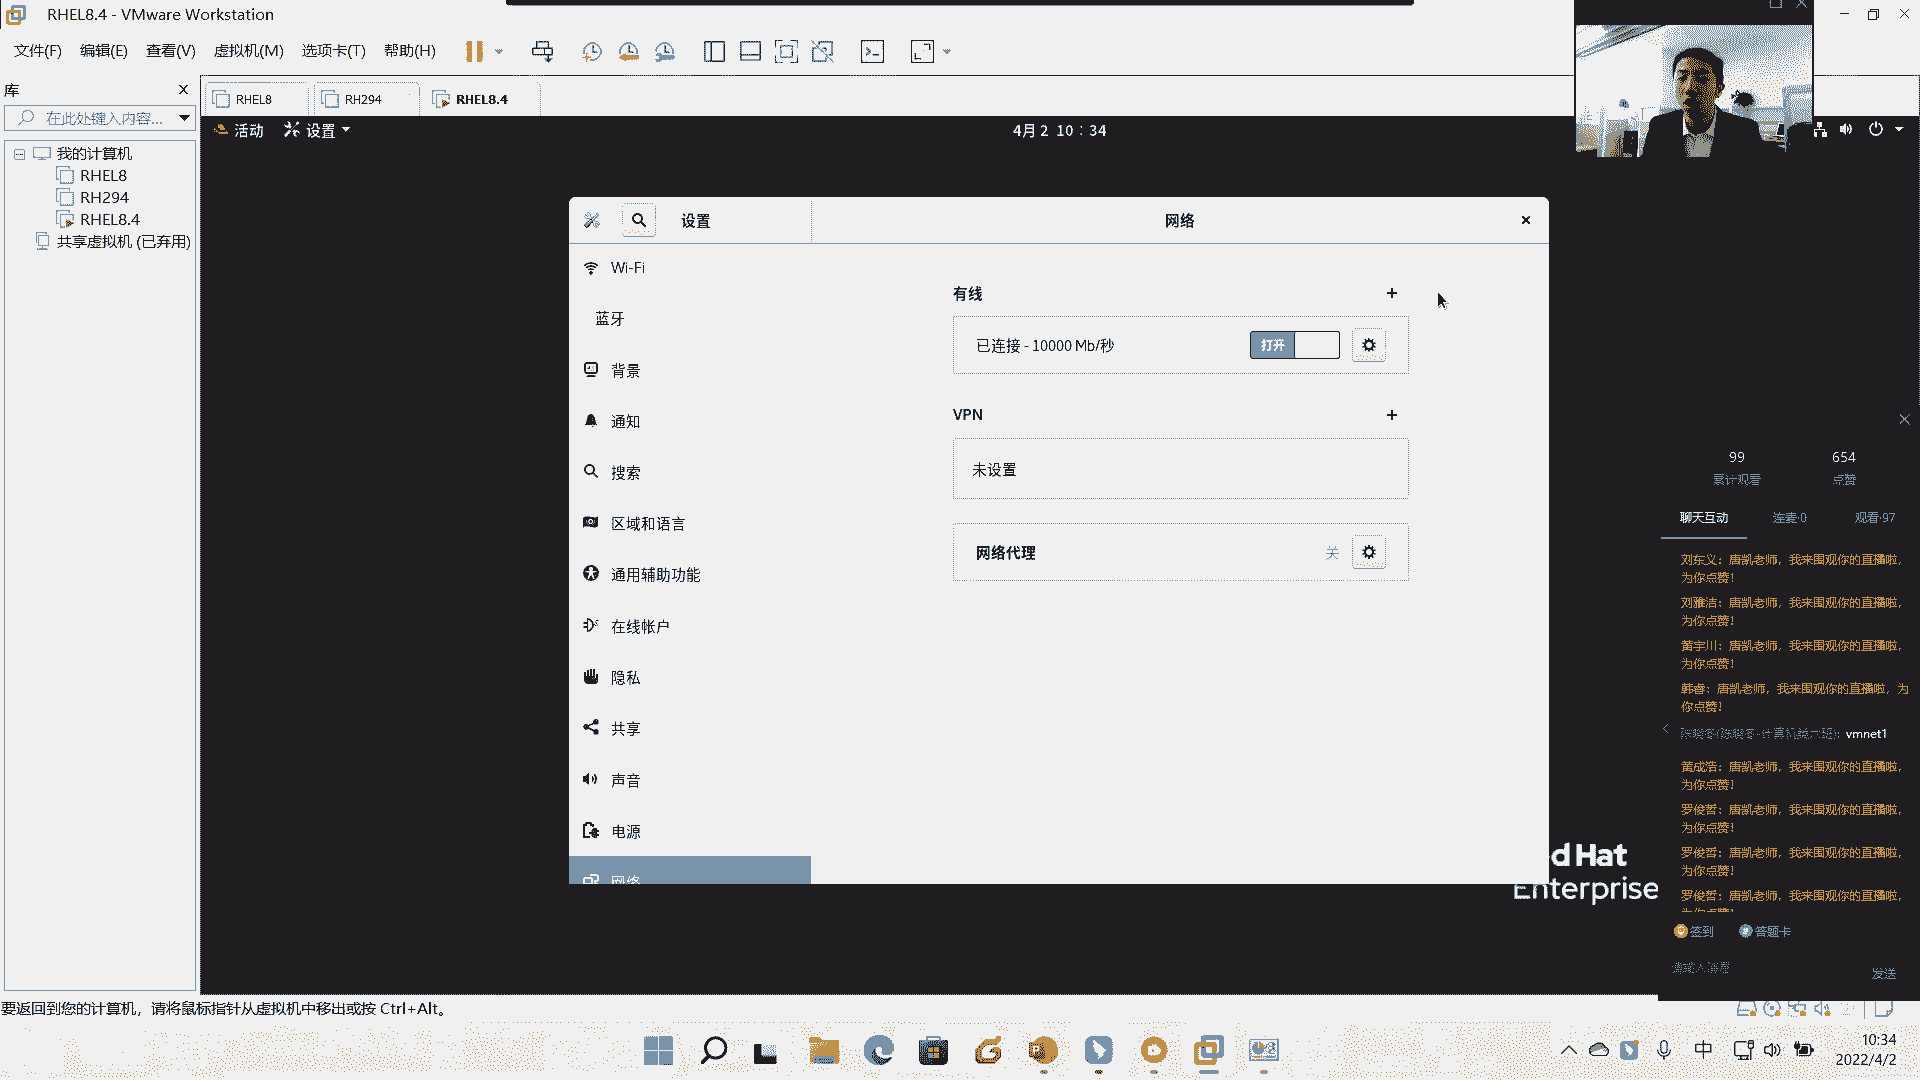 RHEL8.4 - VMware Workstation
文件(F) 编辑(E) 查看(V) 虚拟机(M) 选项卡(T) 帮助(H)
库
在此处键入内容...
我的计算机
RHEL8
RH294
RHEL8.4
共享虚拟机 (已弃用)
RHEL8 RH294 RHEL8.4
活动 设置 4月 2 10：34
设置 网络
Wi-Fi
蓝牙
背景
通知
搜索
区域和语言
通用辅助功能
在线帐户
隐私
共享
声音
电源
网络
有线
已连接 - 10000 Mb/秒 打开
VPN
未设置
网络代理 关
d Hat
Enterprise
99 654
累计观看 点赞
聊天互动 连麦·0 观看·97
刘东义：唐凯老师，我来围观你的直播啦，
为你点赞！
刘雅洁：唐凯老师，我来围观你的直播啦，
为你点赞！
黄宇川：唐凯老师，我来围观你的直播啦，
为你点赞！
韩睿：唐凯老师，我来围观你的直播啦，为
你点赞！
vmnet1
黄成浩：唐凯老师，我来围观你的直播啦，
为你点赞！
罗俊哲：唐凯老师，我来围观你的直播啦，
为你点赞！
罗俊哲：唐凯老师，我来围观你的直播啦，
为你点赞！
罗俊哲：唐凯老师，我来围观你的直播啦，
为你点赞！
签到 答题卡
发送
要返回到您的计算机，请将鼠标指针从虚拟机中移出或按 Ctrl+Alt。
中
10:34
2022/4/2